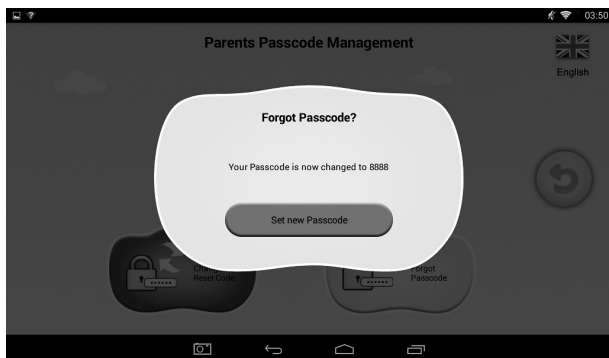 03:50
Parents Passcode Management
English
Forgot Passcode?
Your Passcode is now changed to 8888
Set new Passcode
Reset Code
Forgot
Passcode